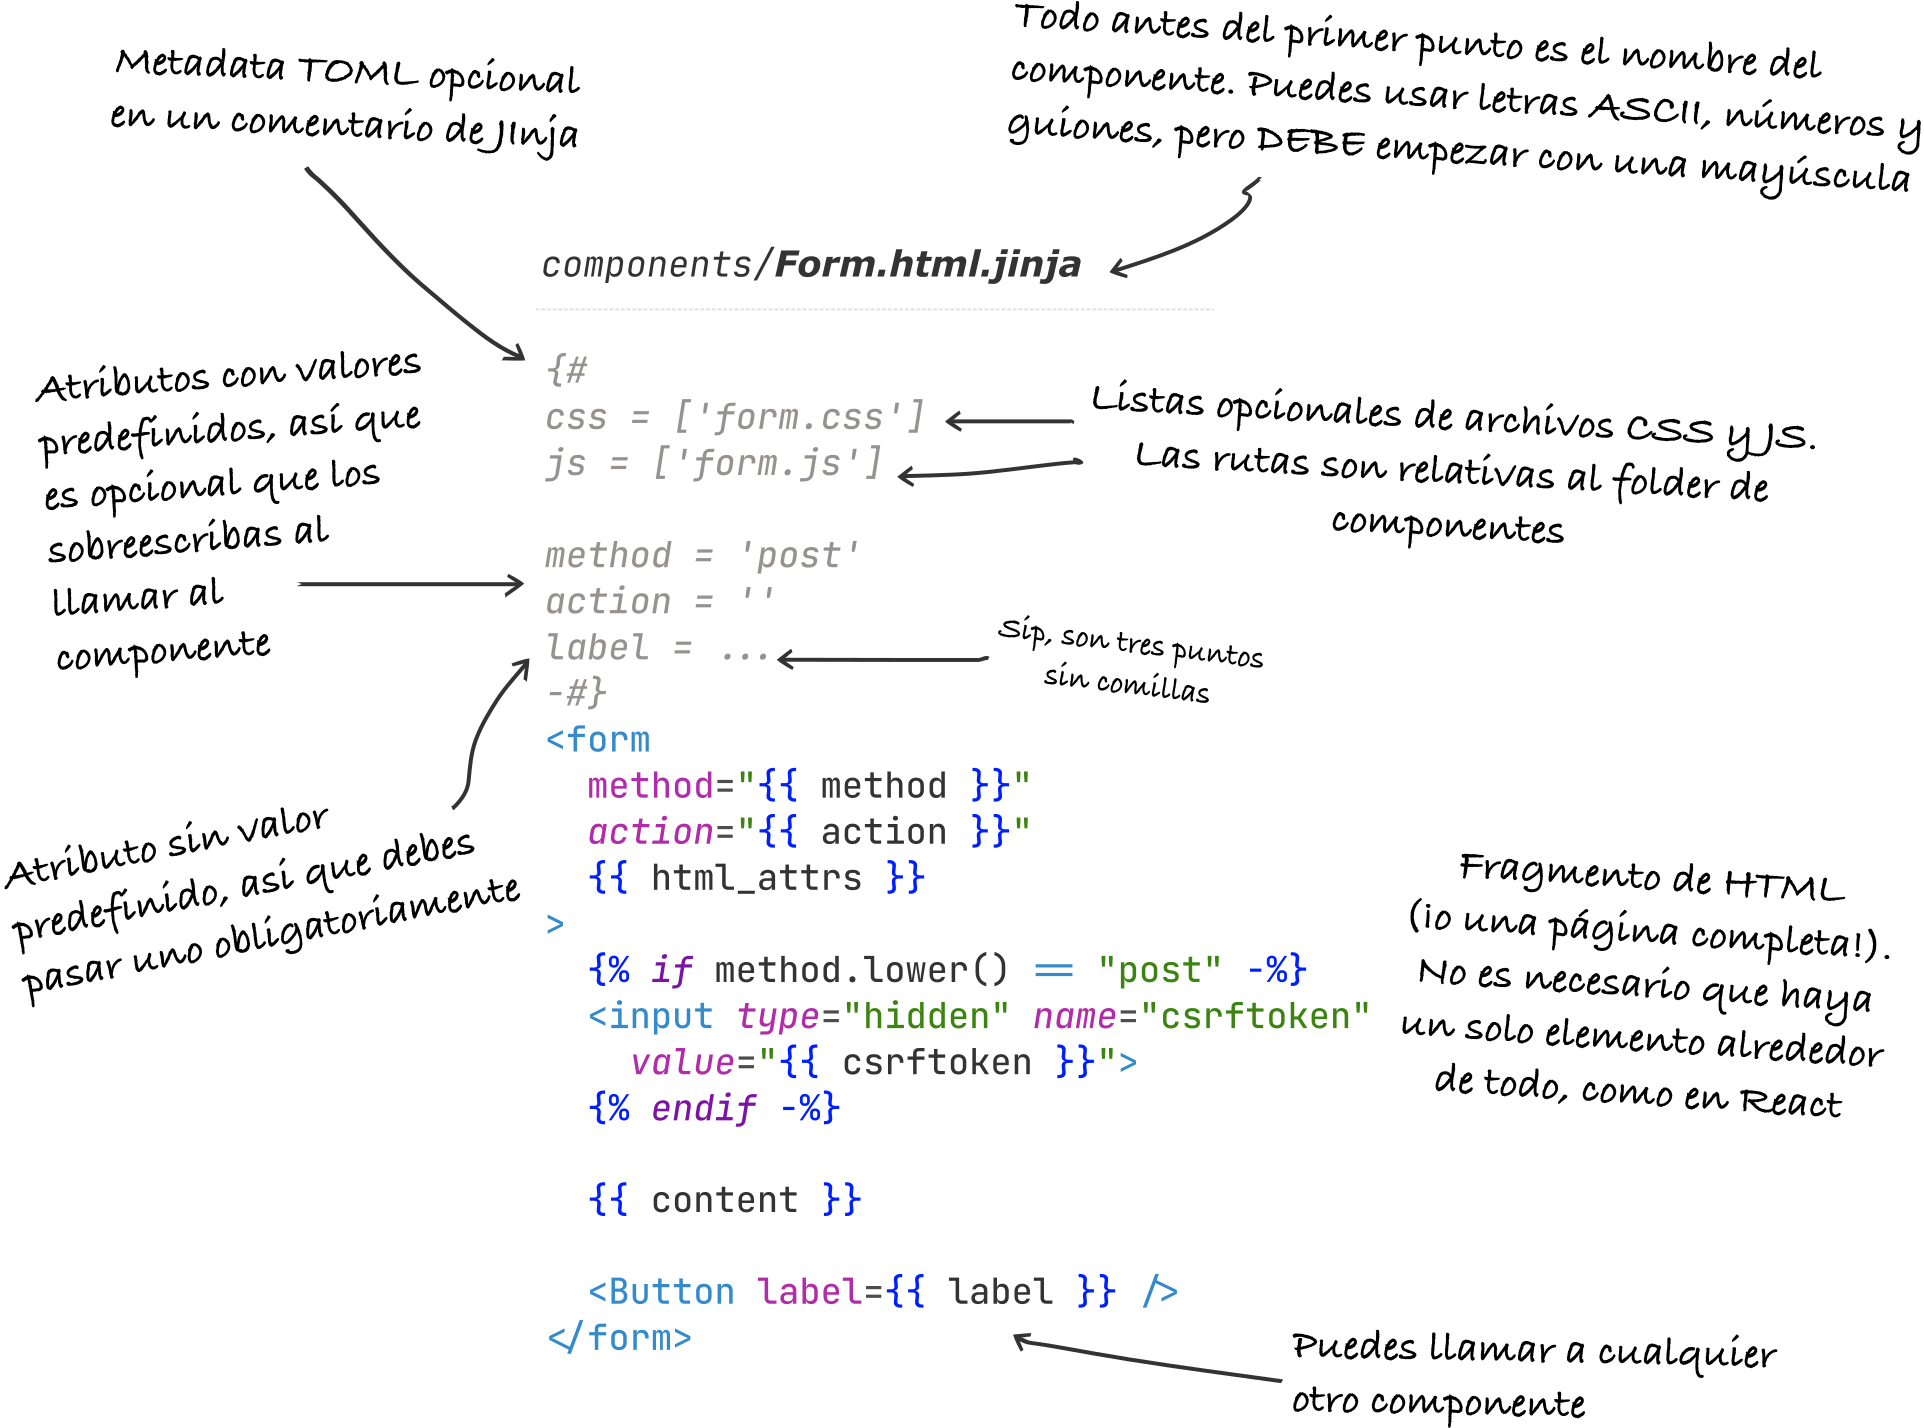 Metadata TOML opcional
en un comentario de JInja
Todo antes del primer punto es el nombre del
componente. Puedes usar letras ASCII, números y
guiones, pero DEBE empezar con una mayúscula
components/Form.html.jinja
Atributos con valores
predefinidos, así que
es opcional que los
sobreescribas al
llamar al
componente
{#
css = ['form.css']
js = ['form.js']
Listas opcionales de archivos CSS y JS.
Las rutas son relativas al folder de
componentes
method = 'post'
action = ''
label = ...
-#}
Sip, son tres puntos
sin comillas
Atributo sin valor
predefinido, así que debes
pasar uno obligatoriamente
<form
method="{{ method }}"
action="{{ action }}"
{{ html_attrs }}
>
{% if method.lower() == "post" -%}
<input type="hidden" name="csrftoken"
value="{{ csrftoken }}">
{% endif -%}
{{ content }}
<Button label={{ label }} />
</form>
Fragmento de HTML
(¡o una página completa!).
No es necesario que haya
un solo elemento alrededor
de todo, como en React
Puedes llamar a cualquier
otro componente